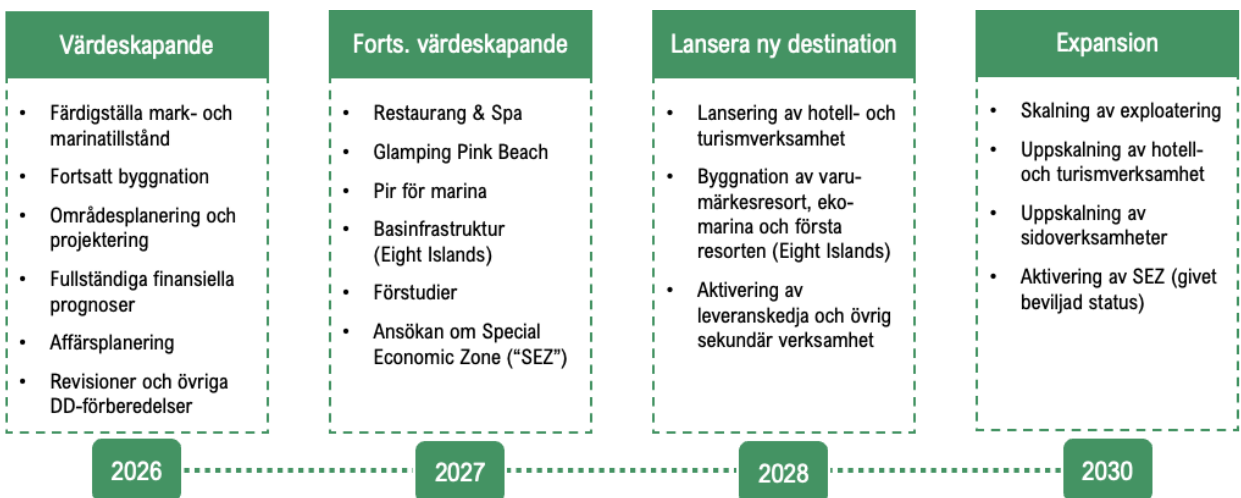 Värdeskapande
• Färdigställa mark- och
marinatillstånd
• Fortsatt byggnation
• Områdesplanering och
projektering
• Fullständiga finansiella
prognoser
• Affärsplanering
• Revisioner och övriga
DD-förberedelser
2026
Forts. värdeskapande
• Restaurang & Spa
• Glamping Pink Beach
• Pir för marina
• Basinfrastruktur
(Eight Islands)
• Förstudier
• Ansökan om Special
Economic Zone (“SEZ”)
2027
Lansera ny destination
• Lansering av hotell- och
turismverksamhet
• Byggnation av varu-
märkesresort, eko-
marina och första
resorten (Eight Islands)
• Aktivering av
leveranskedja och övrig
sekundär verksamhet
2028
Expansion
• Skalning av exploatering
• Uppskalning av hotell-
och turismverksamhet
• Uppskalning av
sidoverksamheter
• Aktivering av SEZ (givet
beviljad status)
2030